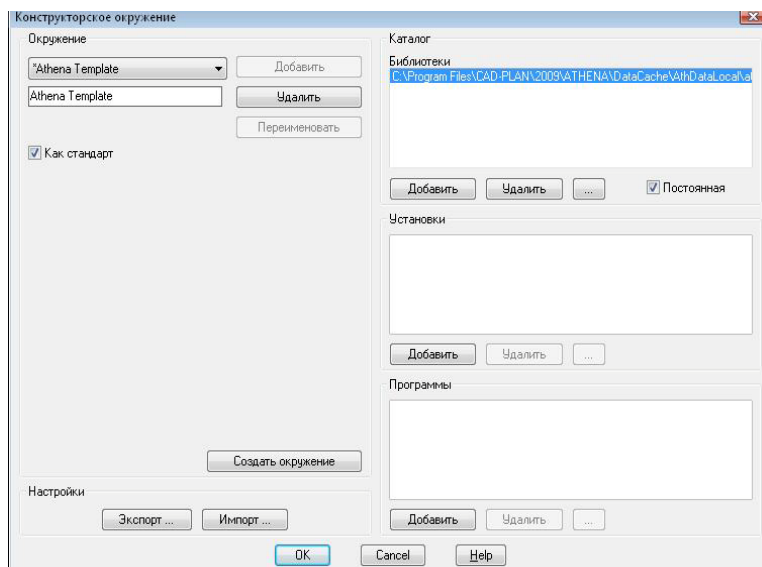 Конструкторское окружение
Окружение
*Athena Template
Добавить
Athena Template
Удалить
Переименовать
Как стандарт
Создать окружение
Настройки
Экспорт ...
Импорт ...
Каталог
Библиотеки
C:\Program Files\CAD-PLAN\2009\ATHENA\DataCache\AthDataLocal\
Добавить
Удалить
...
Постоянная
Установки
Добавить
Удалить
...
Программы
Добавить
Удалить
...
OK
Cancel
Help